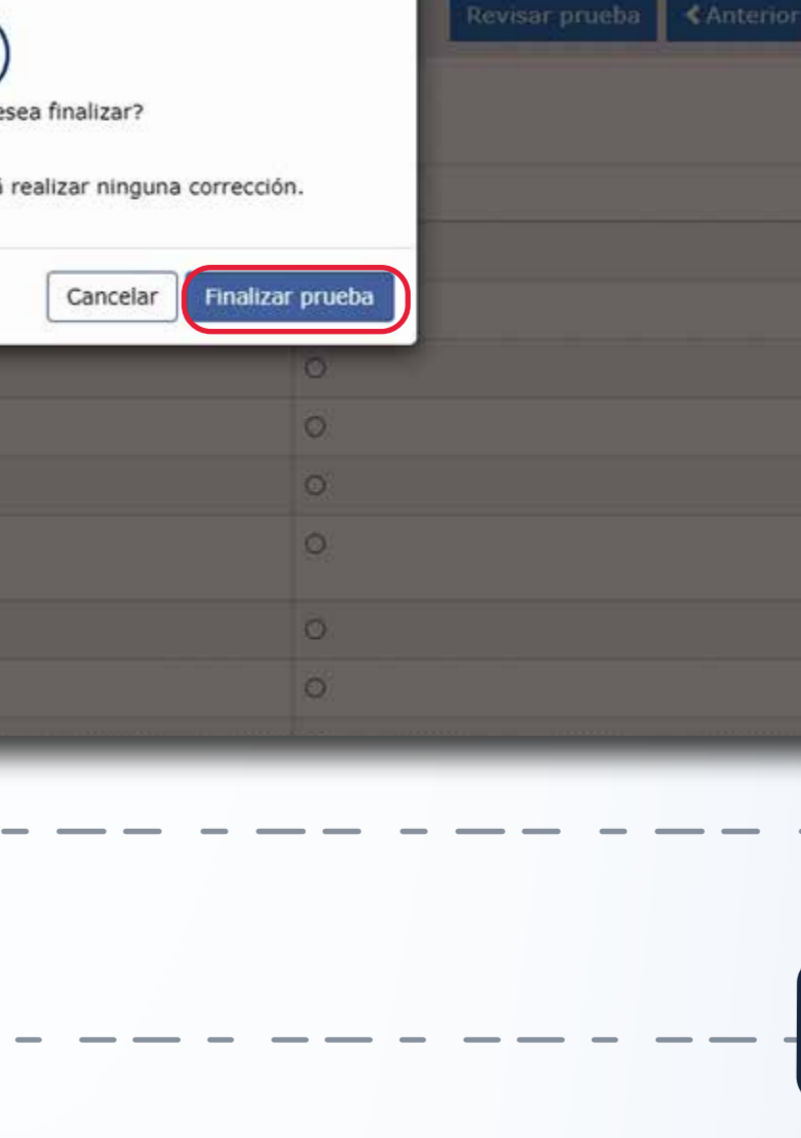 Revisar prueba
Anterior
esea finalizar?
realizar ninguna corrección.
Cancelar
Finalizar prueba